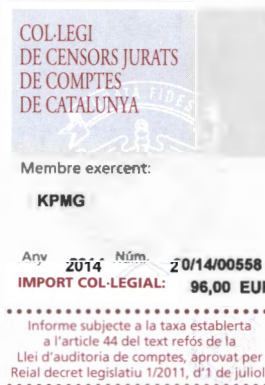 COL·LEGI
DE CENSORS JURATS
DE COMPTES
DE CATALUNYA
FIDES
Membre exercent:
KPMG
Any 2014 Núm. 20/14/00558
IMPORT COL·LEGIAL: 96,00 EUR
Informe subjecte a la taxa establerta
a l'article 44 del text refós de la
Llei d'auditoria de comptes, aprovat per
Reial decret legislatiu 1/2011, d'1 de juliol